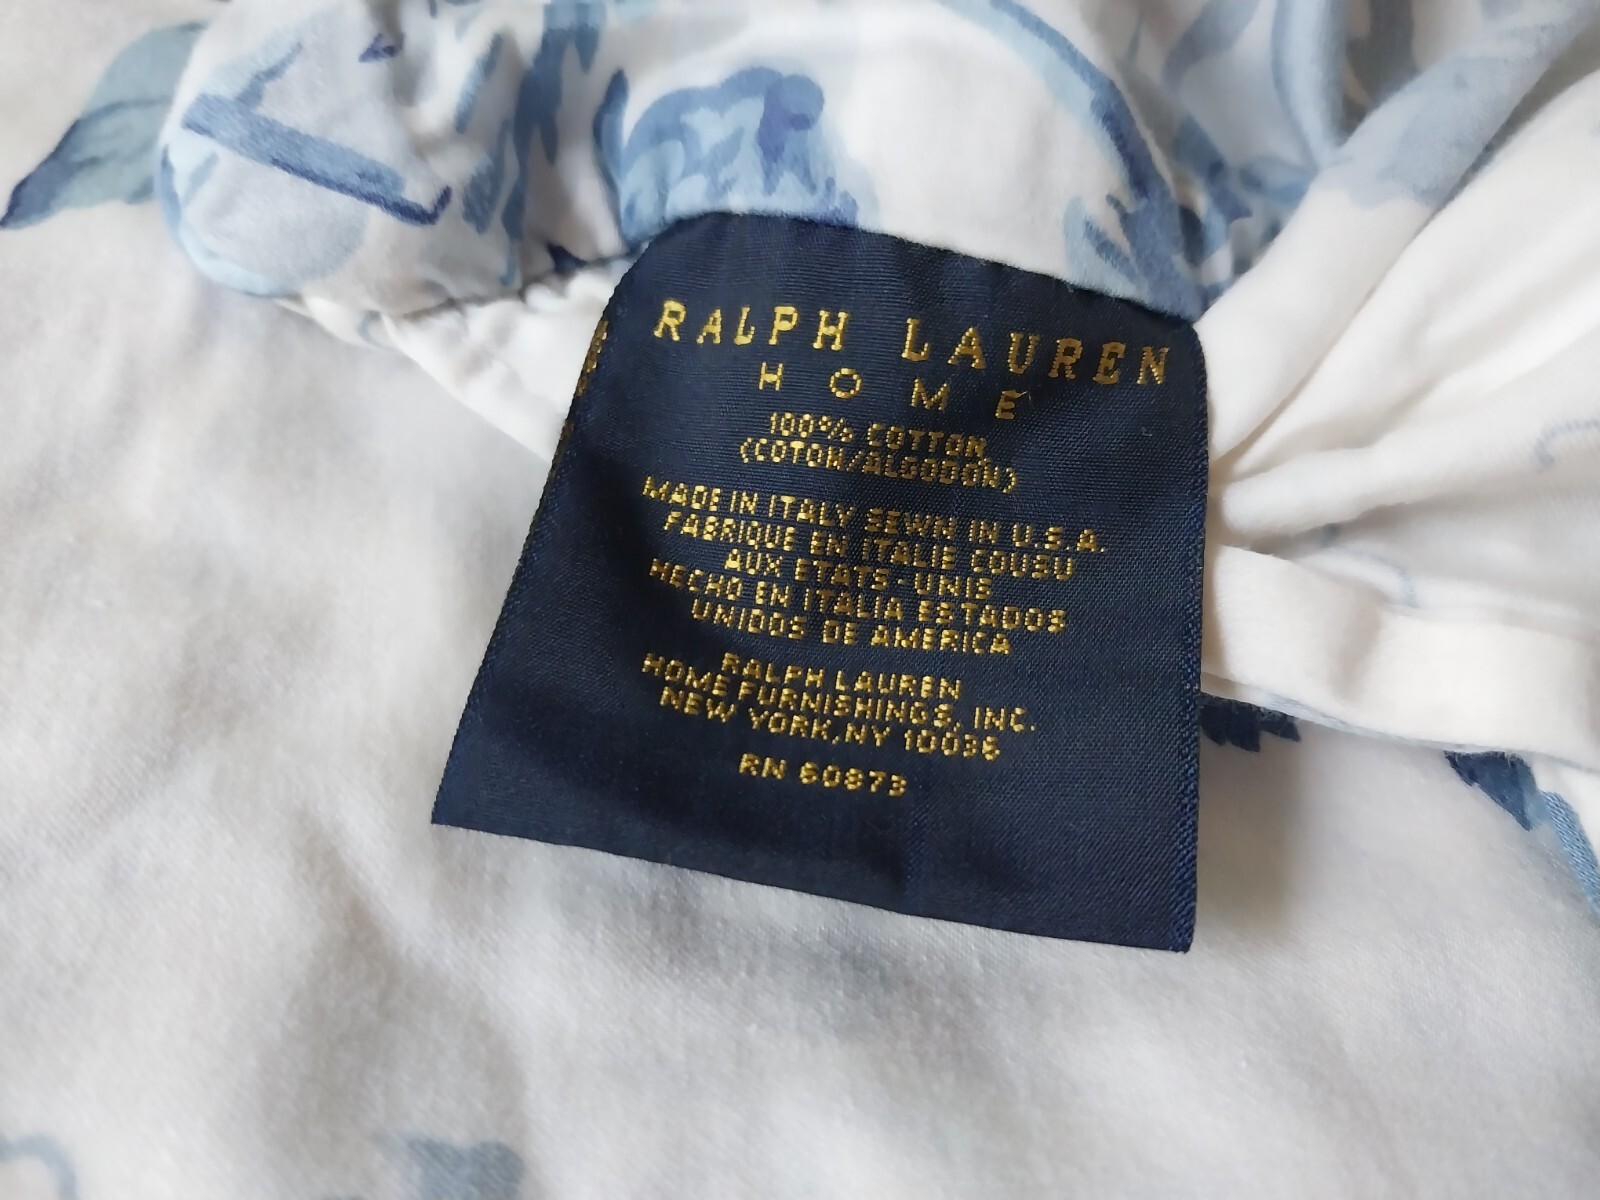 RALPH LAUREN
HOME
100% COTTON
(COTON/ALGODON)
MADE IN ITALY SEWN IN U.S.A.
FABRIQUE EN ITALIE COUSU
AUX ETATS-UNIS
HECHO EN ITALIA ESTADOS
UNIDOS DE AMERICA
RALPH LAUREN
HOME FURNISHINGS, INC.
NEW YORK, NY 10036
RN 60873